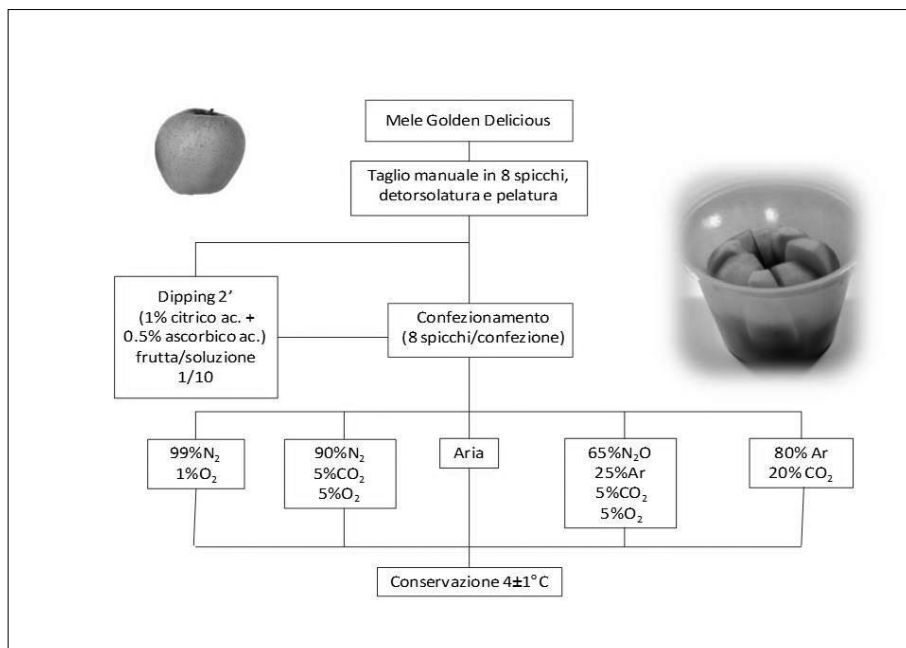 Mele Golden Delicious
Taglio manuale in 8 spicchi,
detorsolatura e pelatura
Dipping 2’
(1% citrico ac. +
0.5% ascorbico ac.)
frutta/soluzione
1/10
Confezionamento
(8 spicchi/confezione)
99%N₂
1%O₂
90%N₂
5%CO₂
5%O₂
Aria
65%N₂O
25%Ar
5%CO₂
5%O₂
80% Ar
20% CO₂
Conservazione 4±1°C